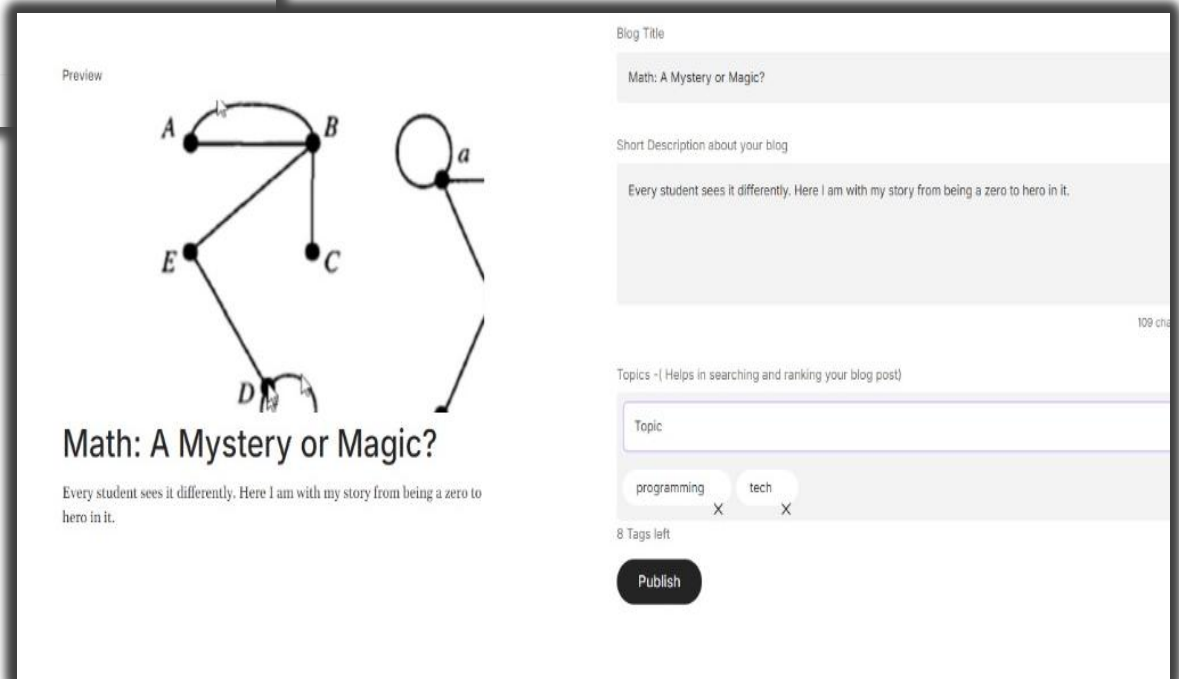 Preview
A
B
a
E
C
D
Math: A Mystery or Magic?
Every student sees it differently. Here I am with my story from being a zero to
hero in it.
Blog Title
Math: A Mystery or Magic?
Short Description about your blog
Every student sees it differently. Here I am with my story from being a zero to hero in it.
109 cha
Topics -( Helps in searching and ranking your blog post)
Topic
programming X
tech X
8 Tags left
Publish